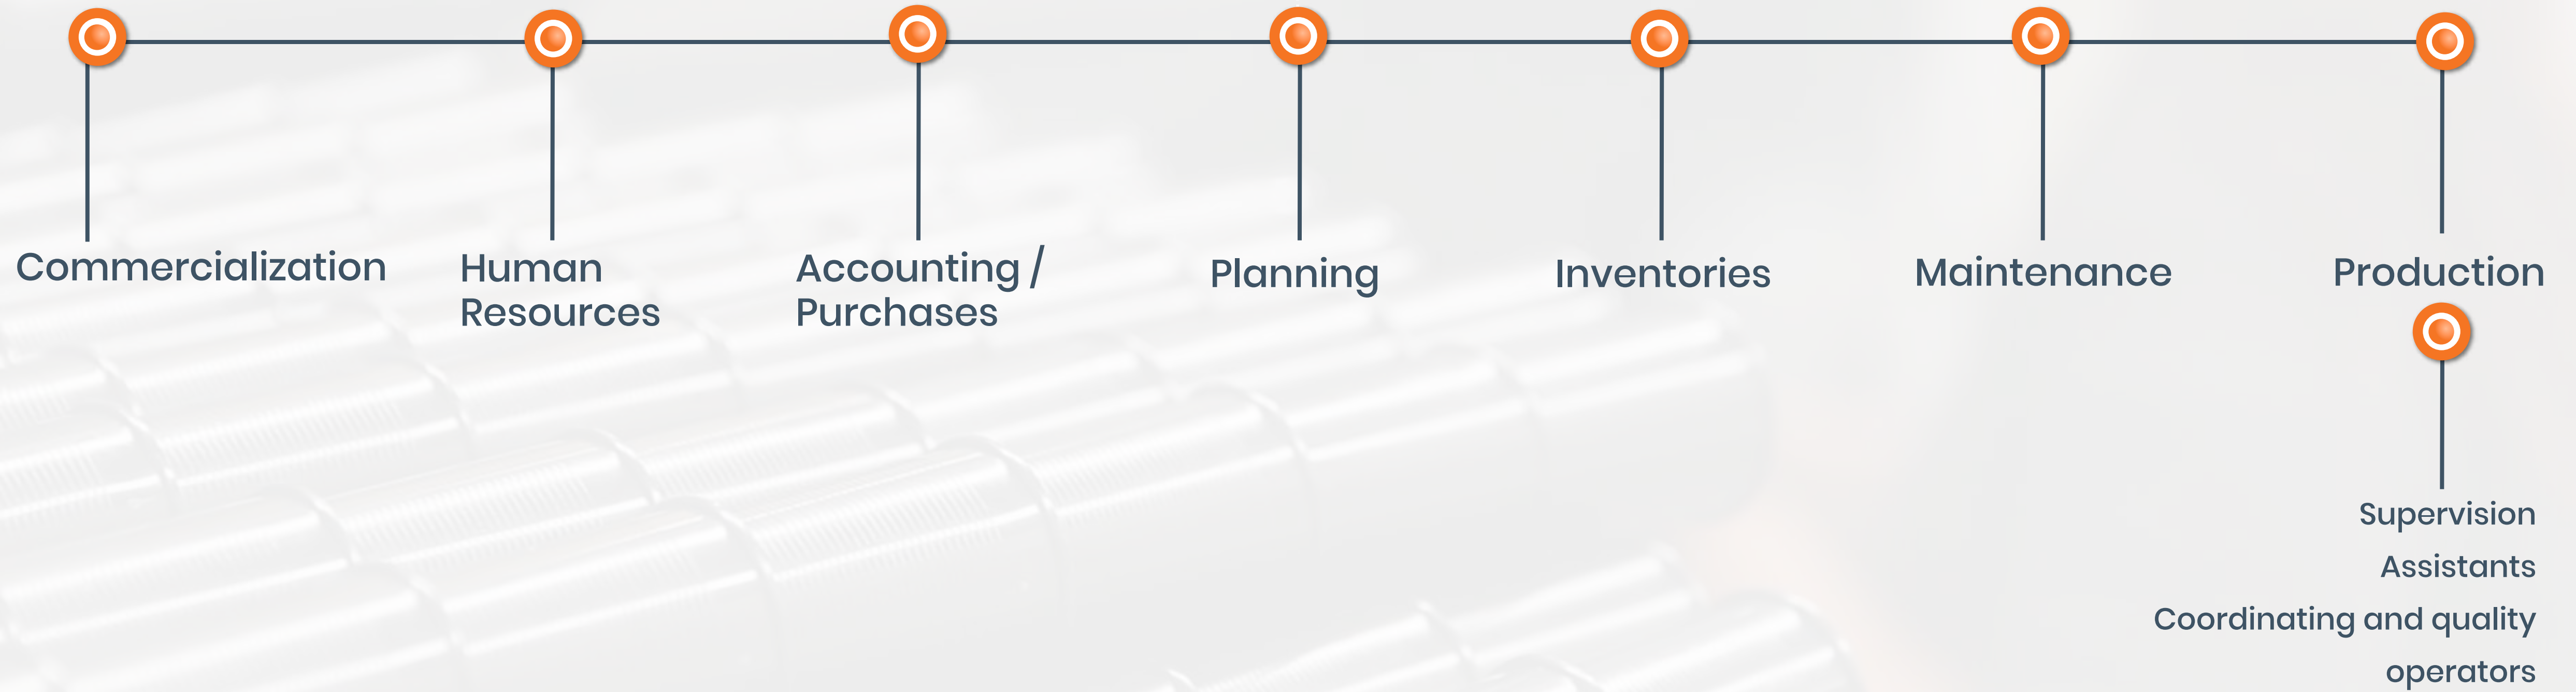 Commercialization
Human
Resources
Accounting /
Purchases
Planning
Inventories
Maintenance
Production
Supervision
Assistants
Coordinating and quality
operators